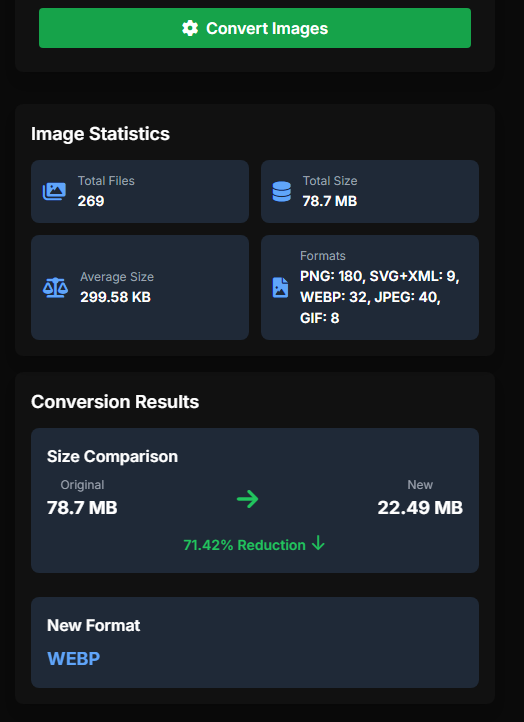 Convert Images
Image Statistics
Total Files
269
Total Size
78.7 MB
Average Size
299.58 KB
Formats
PNG: 180, SVG+XML: 9,
WEBP: 32, JPEG: 40,
GIF: 8
Conversion Results
Size Comparison
Original
78.7 MB
New
22.49 MB
71.42% Reduction
New Format
WEBP